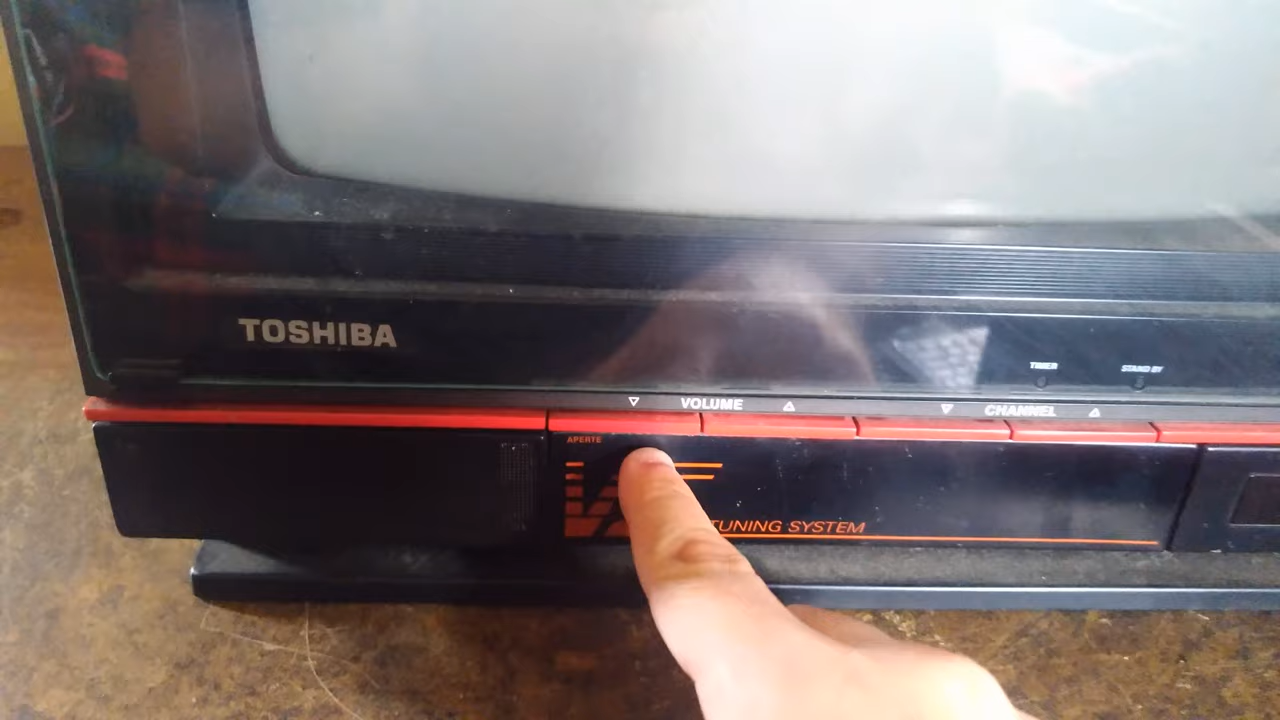 TOSHIBA
TIMER STAND BY
▽ VOLUME △ ▽ CHANNEL △
APERTE
TUNING SYSTEM